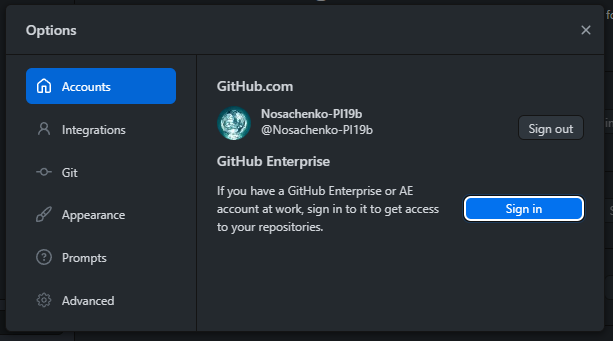 Options
Accounts
Integrations
Git
Appearance
Prompts
Advanced
GitHub.com
Nosachenko-PI19b
@Nosachenko-PI19b
Sign out
GitHub Enterprise
If you have a GitHub Enterprise or AE
account at work, sign in to it to get access
to your repositories.
Sign in